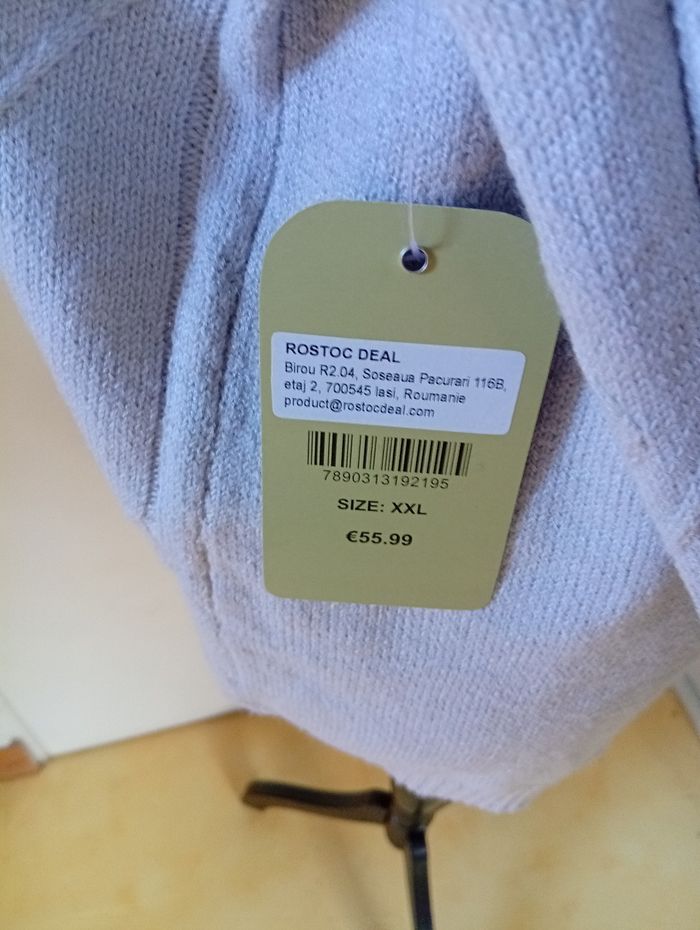 ROSTOC DEAL
Birou R2.04, Soseaua Pacurari 116B,
etaj 2, 700545 Iasi, Roumanie
product@rostocdeal.com
7890313192195
SIZE: XXL
€55.99